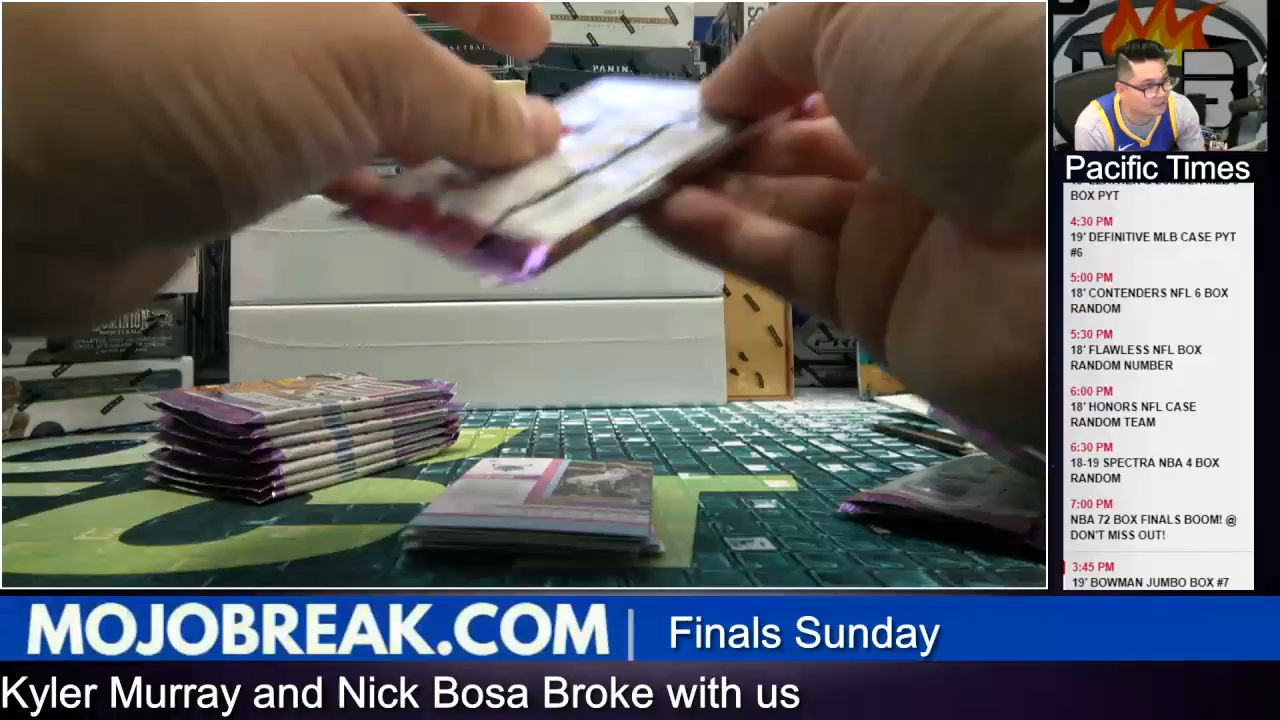 PANINI
Pacific Times
BOX PYT
4:30 PM
19' DEFINITIVE MLB CASE PYT
#6
5:00 PM
18' CONTENDERS NFL 6 BOX
RANDOM
5:30 PM
18' FLAWLESS NFL BOX
RANDOM NUMBER
6:00 PM
18' HONORS NFL CASE
RANDOM TEAM
6:30 PM
18-19 SPECTRA NBA 4 BOX
RANDOM
7:00 PM
NBA 72 BOX FINALS BOOM! @
DON'T MISS OUT!
3:45 PM
19' BOWMAN JUMBO BOX #7
MOJOBREAK.COM | Finals Sunday
Kyler Murray and Nick Bosa Broke with us